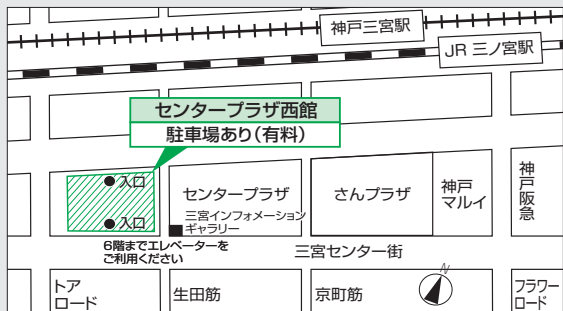 神戸三宮駅
JR 三ノ宮駅
センタープラザ西館
駐車場あり(有料)
入口
入口
センタープラザ
さんプラザ
神戸
マルイ
神戸阪急
三宮インフォメーション
ギャラリー
6階までエレベーターを
ご利用ください
三宮センター街
トア
ロード
生田筋
京町筋
N
フラワー
ロード